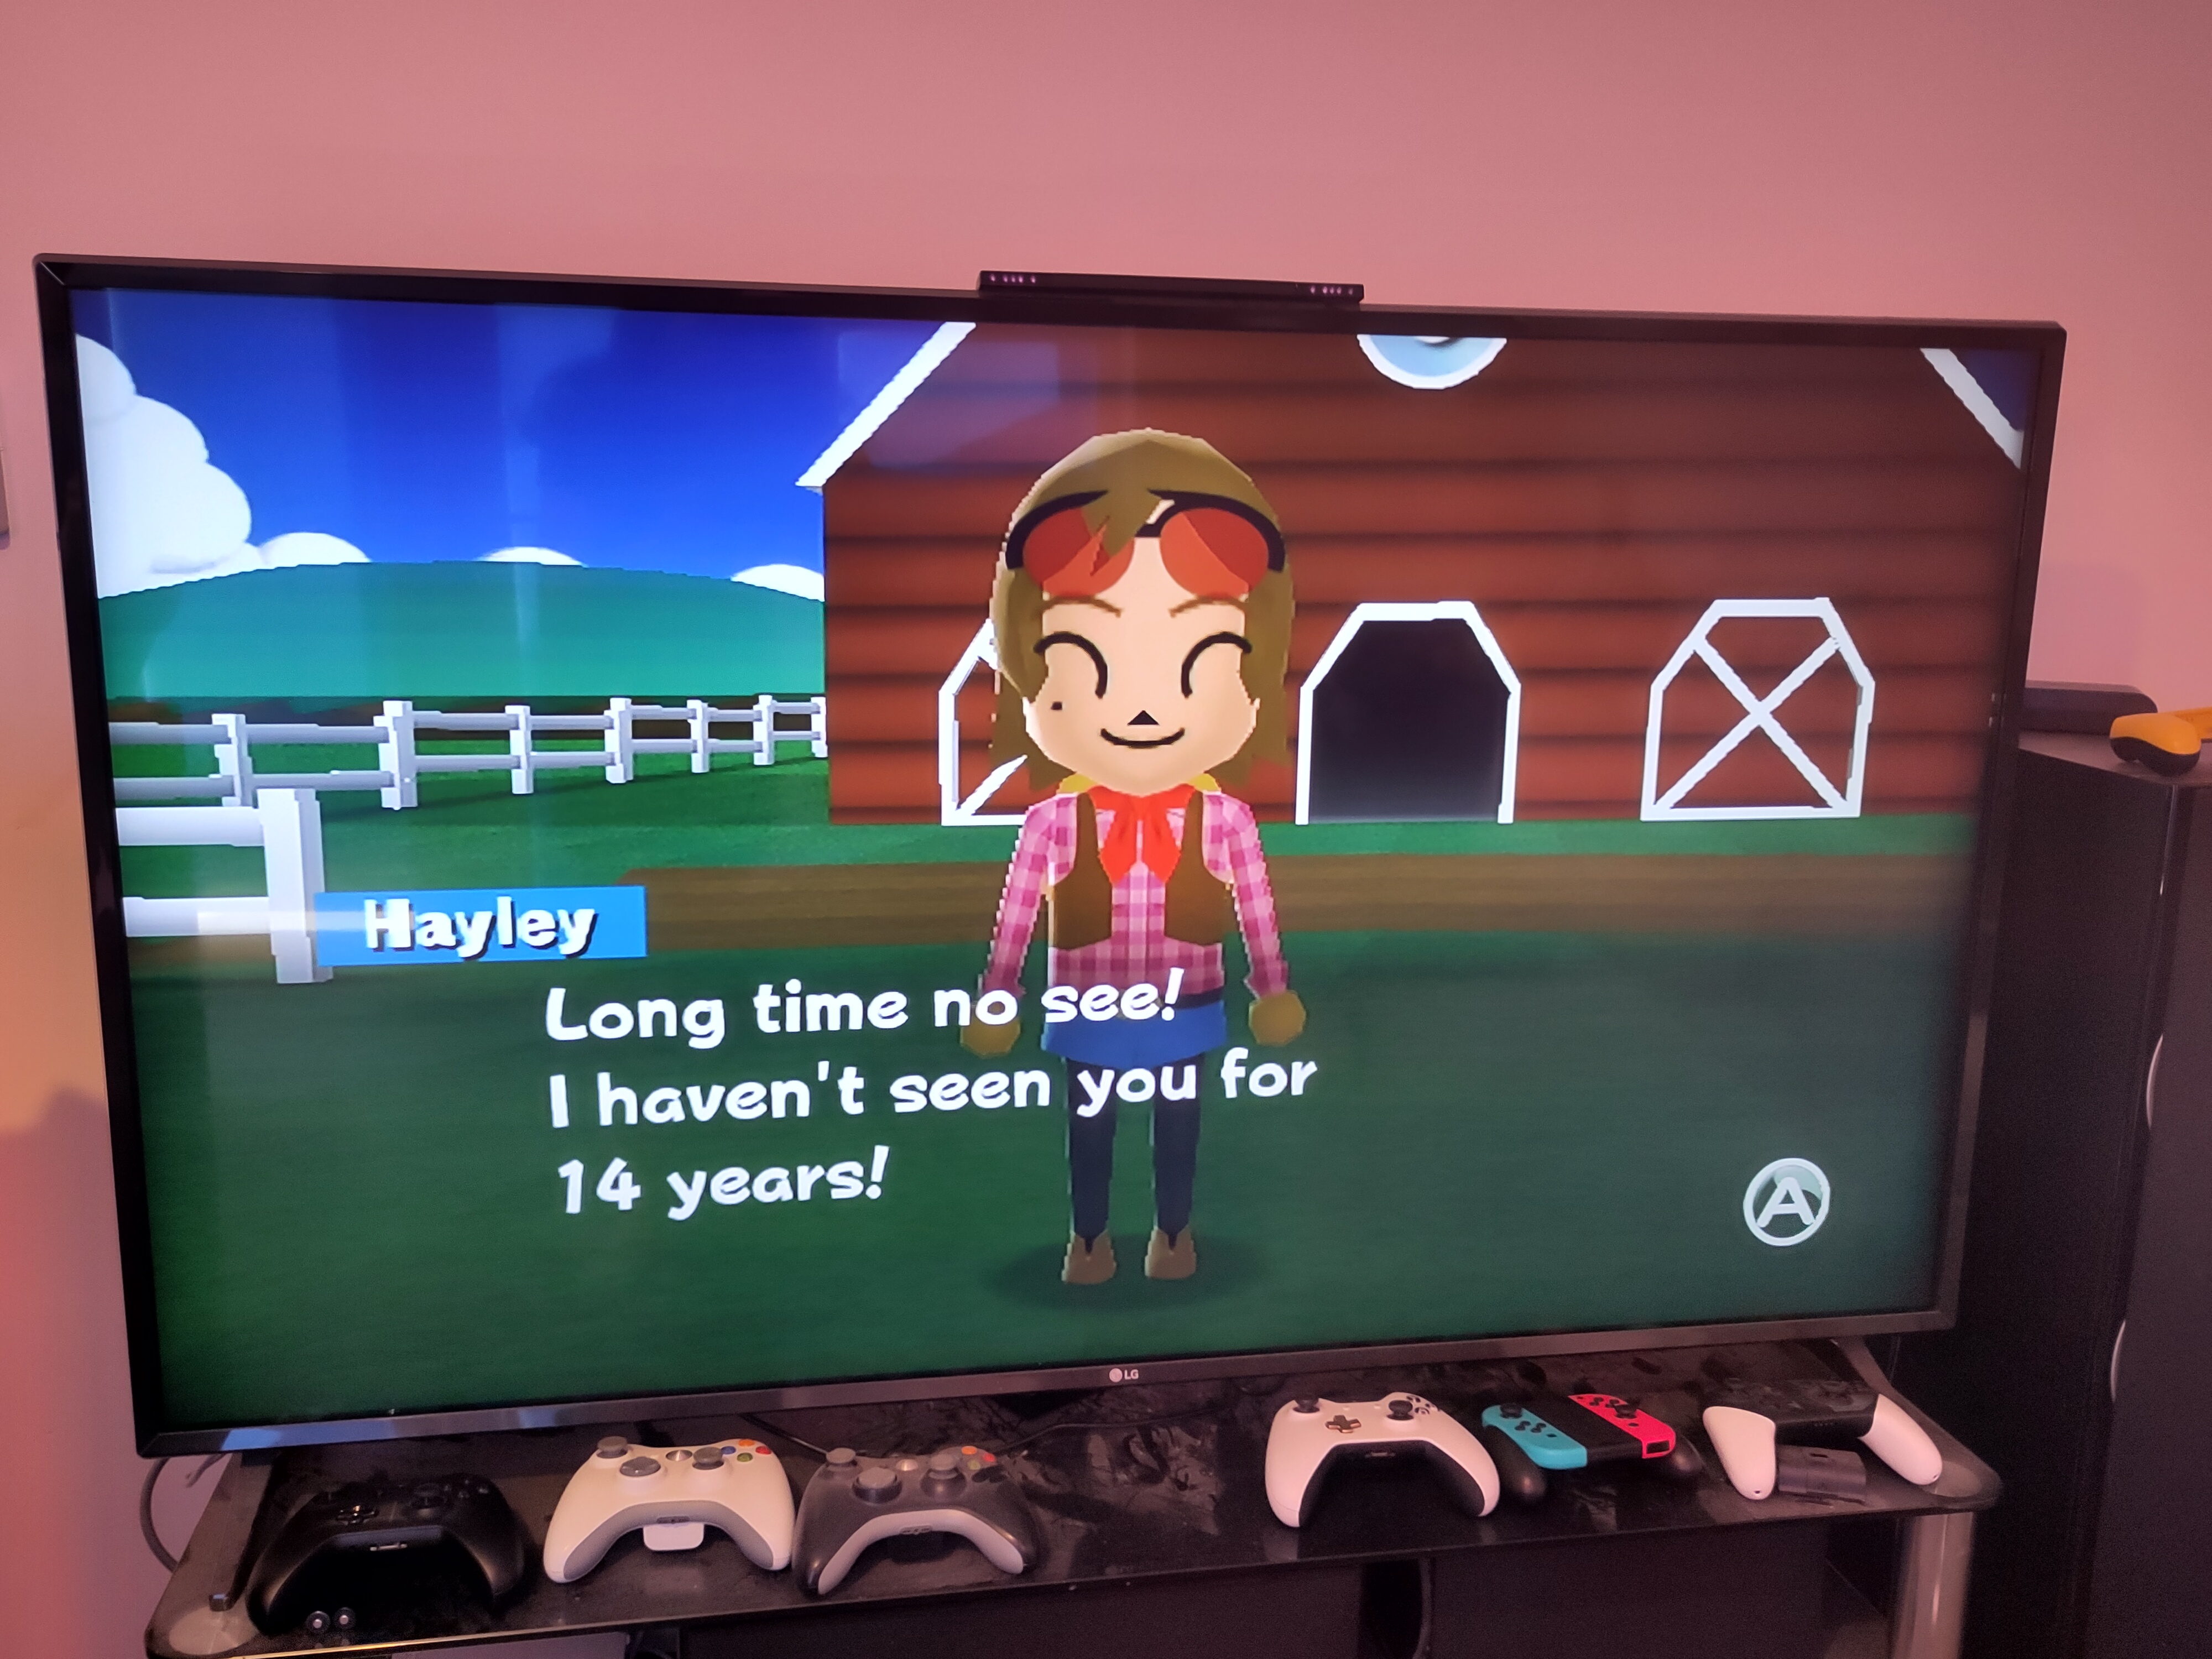 Hayley
Long time no see!
I haven't seen you for
14 years!
A
LG